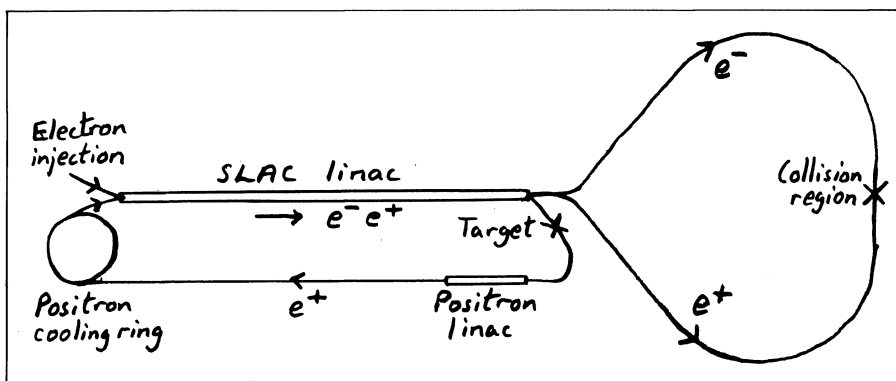 Electron
injection
SLAC linac
e⁻ e⁺
Target
e⁺
Positron
cooling ring
Positron
linac
e⁻
Collision
region
e⁺